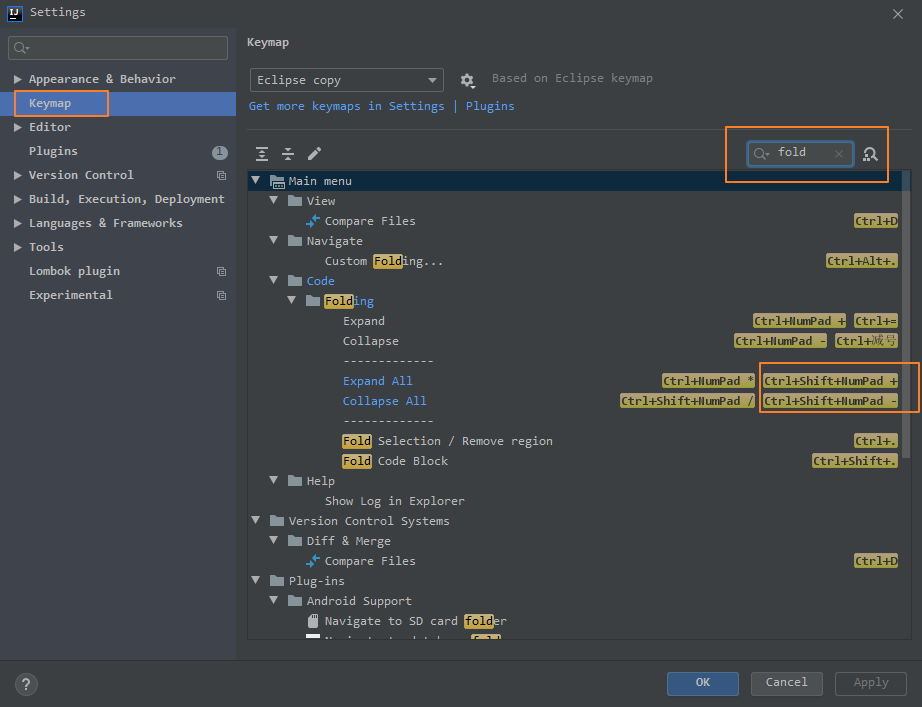 IJ Settings
Keymap
Appearance & Behavior
Keymap
Editor
Plugins 1
Version Control
Build, Execution, Deployment
Languages & Frameworks
Tools
Lombok plugin
Experimental
Eclipse copy Based on Eclipse keymap
Get more keymaps in Settings | Plugins
fold
Main menu
View
Compare Files Ctrl+D
Navigate
Custom Folding... Ctrl+Alt+.
Code
Folding
Expand Ctrl+NumPad + Ctrl+=
Collapse Ctrl+NumPad - Ctrl+减号
-------------
Expand All Ctrl+NumPad * Ctrl+Shift+NumPad +
Collapse All Ctrl+Shift+NumPad / Ctrl+Shift+NumPad -
-------------
Fold Selection / Remove region Ctrl+.
Fold Code Block Ctrl+Shift+.
Help
Show Log in Explorer
Version Control Systems
Diff & Merge
Compare Files Ctrl+D
Plug-ins
Android Support
Navigate to SD card folder
? OK Cancel Apply